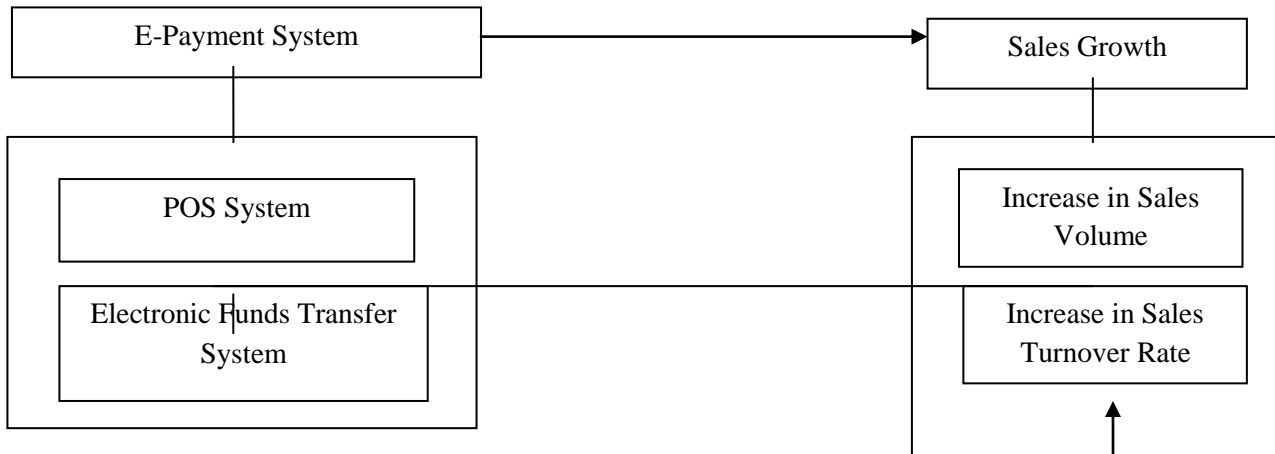 E-Payment System
Sales Growth
POS System
Electronic Funds Transfer
System
Increase in Sales
Volume
Increase in Sales
Turnover Rate